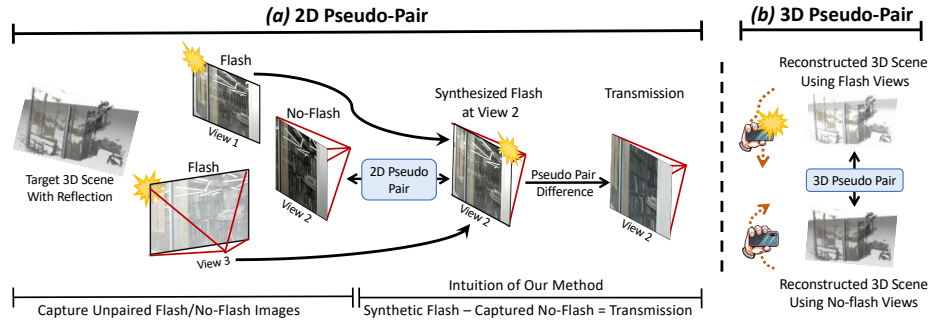 (a) 2D Pseudo-Pair
Flash
View 1
No-Flash
View 2
Target 3D Scene
With Reflection
Flash
View 3
2D Pseudo
Pair
Synthesized Flash
at View 2
View 2
Pseudo Pair
Difference
Transmission
View 2
Capture Unpaired Flash/No-Flash Images
Intuition of Our Method
Synthetic Flash – Captured No-Flash = Transmission
(b) 3D Pseudo-Pair
Reconstructed 3D Scene
Using Flash Views
3D Pseudo Pair
Reconstructed 3D Scene
Using No-flash Views